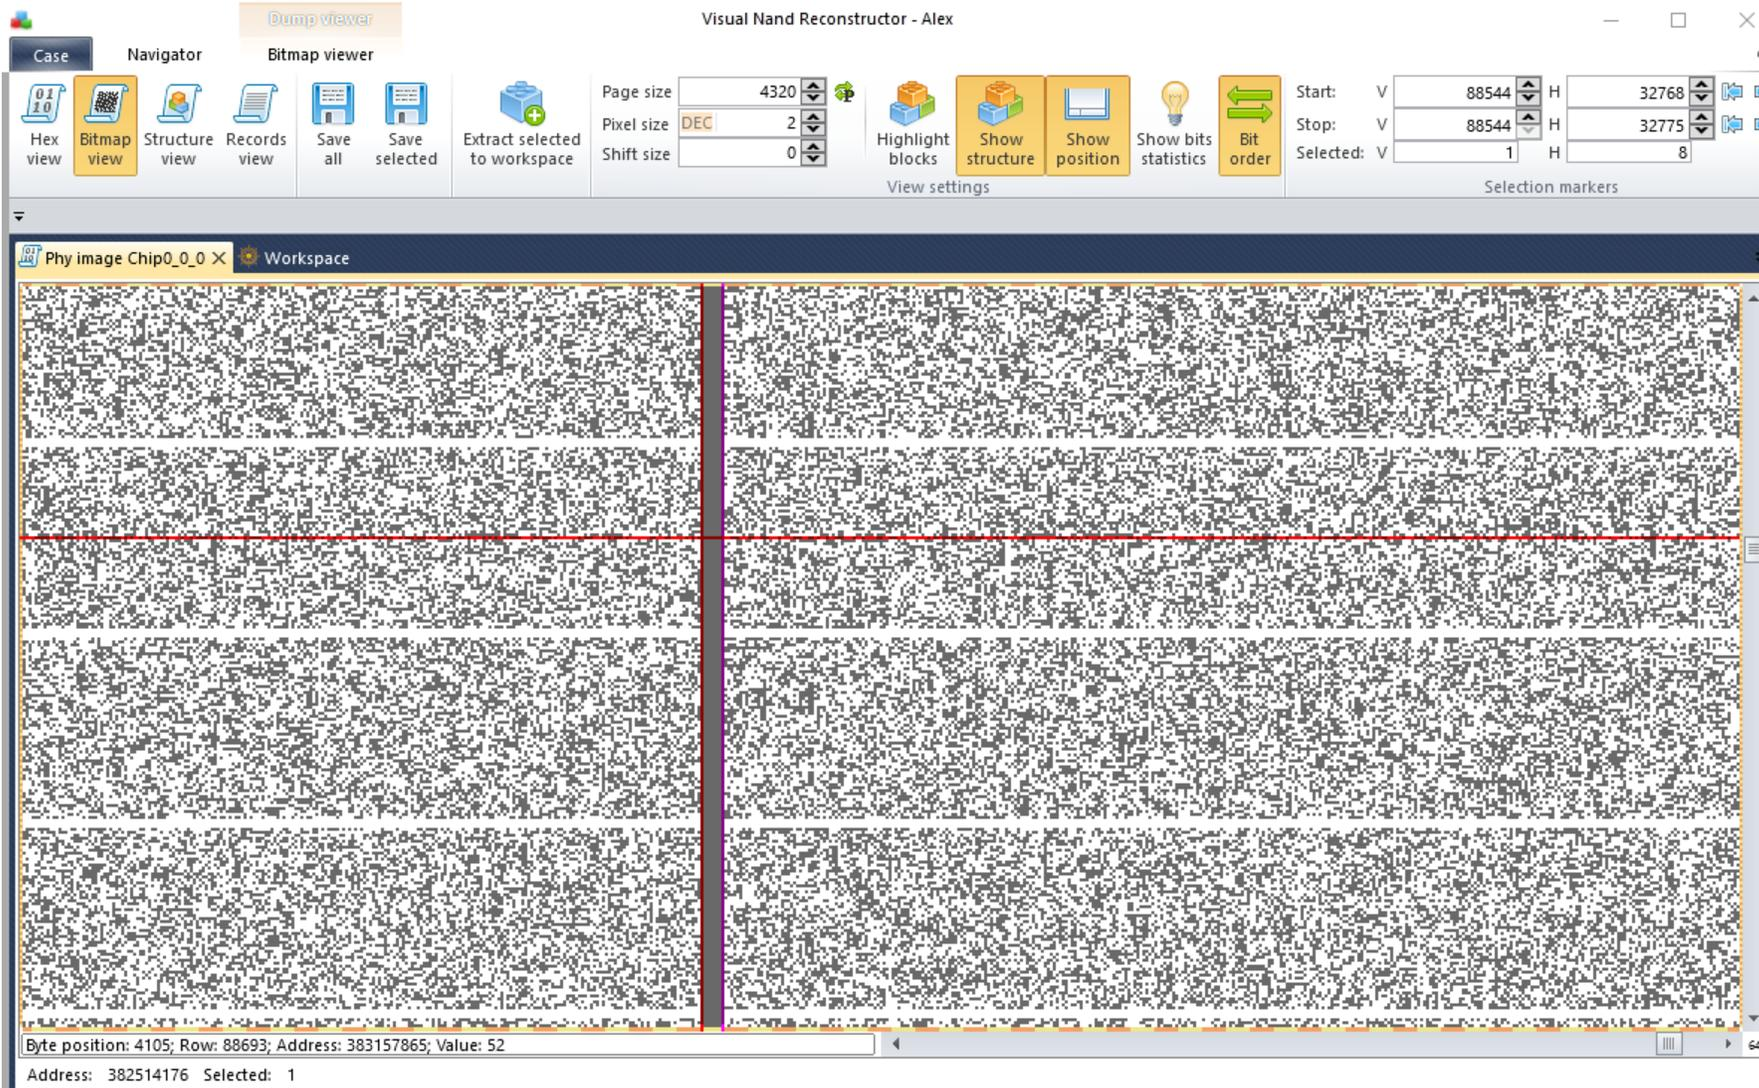 Dump viewer
Visual Nand Reconstructor - Alex
Case
Navigator
Bitmap viewer
Hex view
Bitmap view
Structure view
Records view
Save all
Save selected
Extract selected to workspace
Page size 4320
Pixel size DEC 2
Shift size 0
Highlight blocks
Show structure
Show position
Show bits statistics
Bit order
View settings
Start: V 88544 H 32768
Stop: V 88544 H 32775
Selected: V 1 H 8
Selection markers
Phy image Chip0_0_0
Workspace
Byte position: 4105; Row: 88693; Address: 383157865; Value: 52
Address: 382514176 Selected: 1